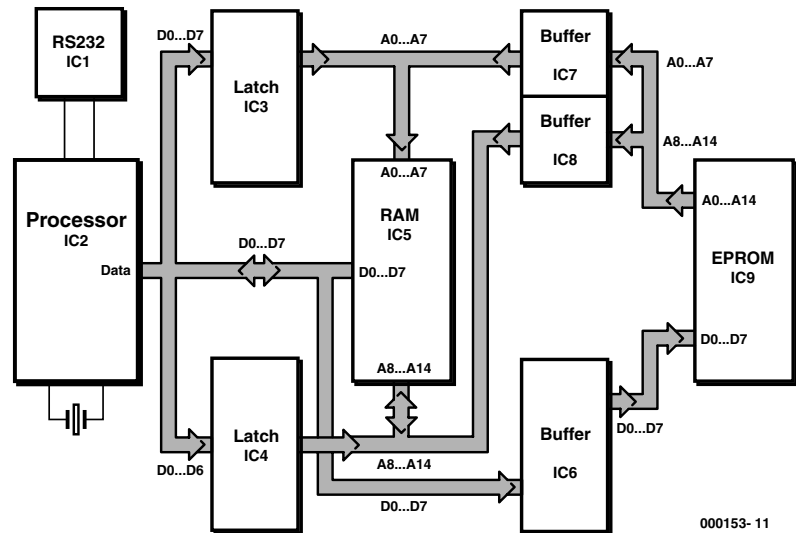 RS232
IC1
D0...D7
Latch
IC3
A0...A7
Buffer
IC7
A0...A7
Buffer
IC8
A8...A14
Processor
IC2
Data
D0...D7
A0...A7
RAM
IC5
D0...D7
A8...A14
A0...A14
EPROM
IC9
D0...D7
Latch
IC4
D0...D6
A8...A14
D0...D7
Buffer
IC6
D0...D7
000153- 11